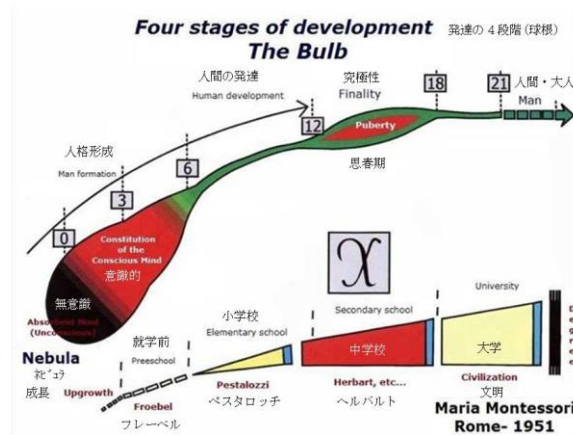 Four stages of development
発達の4段階(球根)
The Bulb
人間の発達
Human development
究極性
Finality
18
21
人間・大人
Man
12
Puberty
思春期
人格形成
Man formation
6
3
0
Constitution
of the
Conscious Mind
意識的
無意識
Absorbent Mind
(Unconscious)
X
小学校
Elementary school
Secondary school
University
就学前
Preschool
中学校
大学
Degree
Nebula
ネビュラ
成長
Upgrowth
Froebel
フレーベル
Pestalozzi
ペスタロッチ
Herbart, etc...
ヘルバルト
Civilization
文明
Maria Montessori
Rome- 1951